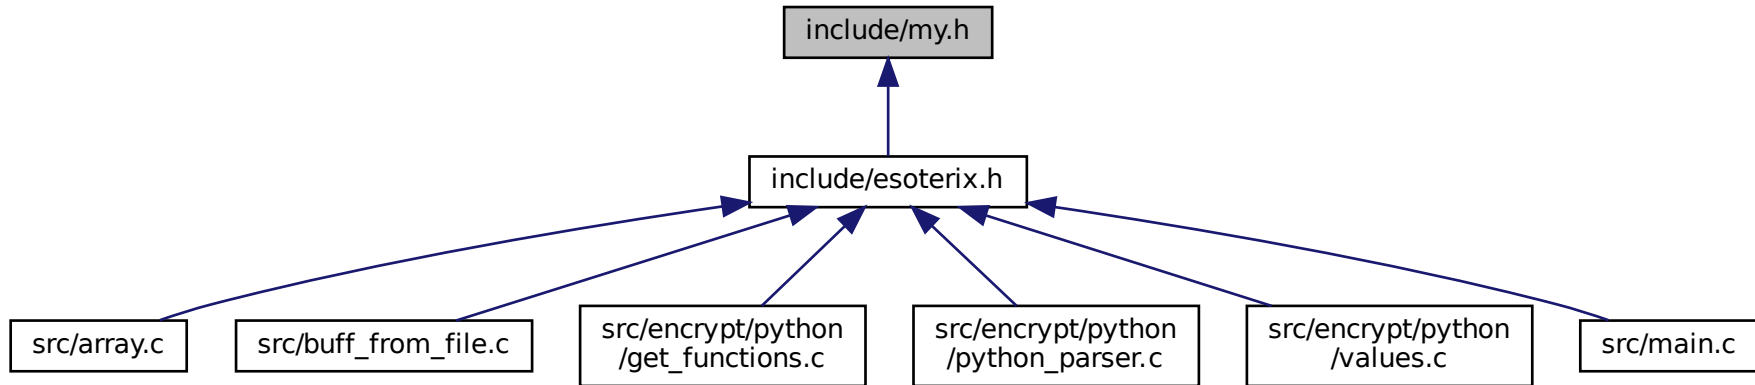 include/my.h
include/esoterix.h
src/array.c
src/buff_from_file.c
src/encrypt/python
/get_functions.c
src/encrypt/python
/python_parser.c
src/encrypt/python
/values.c
src/main.c